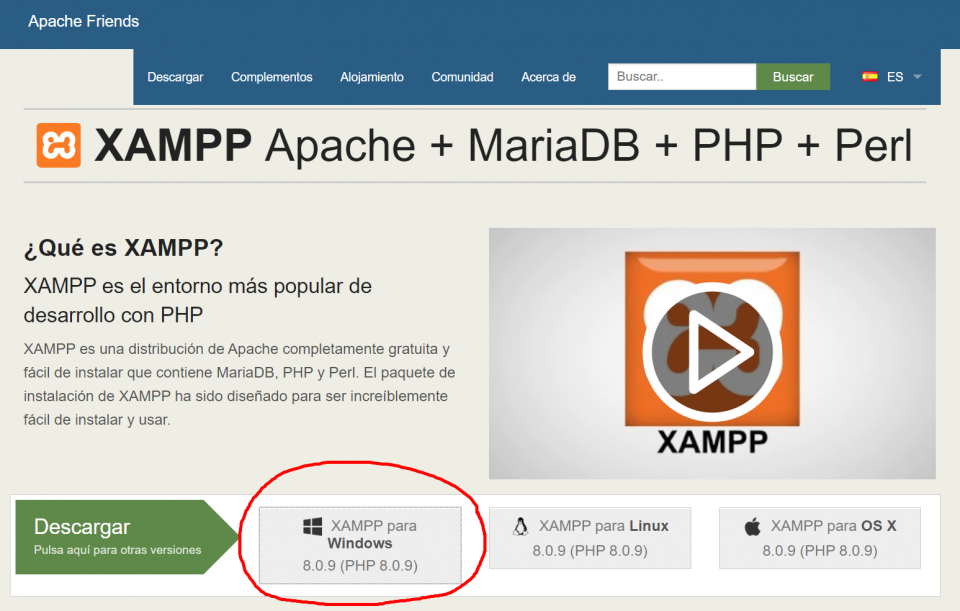 Apache Friends
Descargar Complementos Alojamiento Comunidad Acerca de Buscar.. Buscar ES
XAMPP Apache + MariaDB + PHP + Perl
¿Qué es XAMPP?
XAMPP es el entorno más popular de
desarrollo con PHP
XAMPP es una distribución de Apache completamente gratuita y
fácil de instalar que contiene MariaDB, PHP y Perl. El paquete de
instalación de XAMPP ha sido diseñado para ser increíblemente
fácil de instalar y usar.
XAMPP
Descargar
Pulsa aquí para otras versiones
XAMPP para
Windows
8.0.9 (PHP 8.0.9)
XAMPP para Linux
8.0.9 (PHP 8.0.9)
XAMPP para OS X
8.0.9 (PHP 8.0.9)